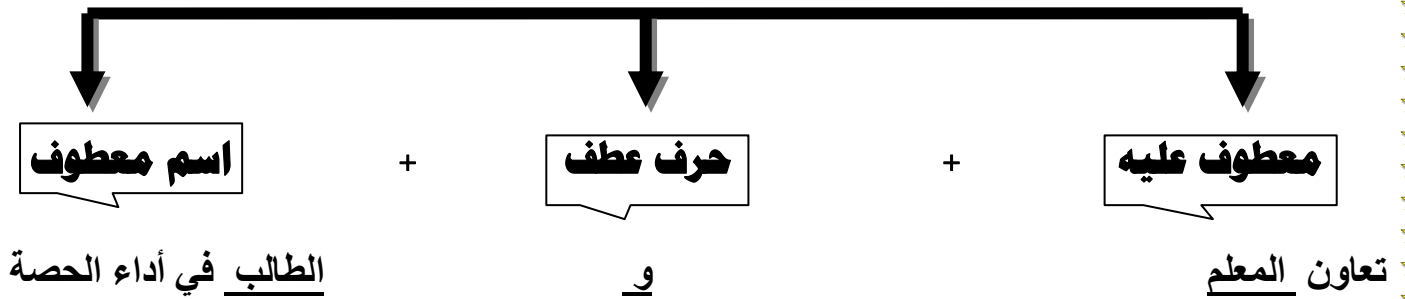 معطوف عليه + حرف عطف + اسم معطوف
تعاون المعلم و الطالب في أداء الحصة